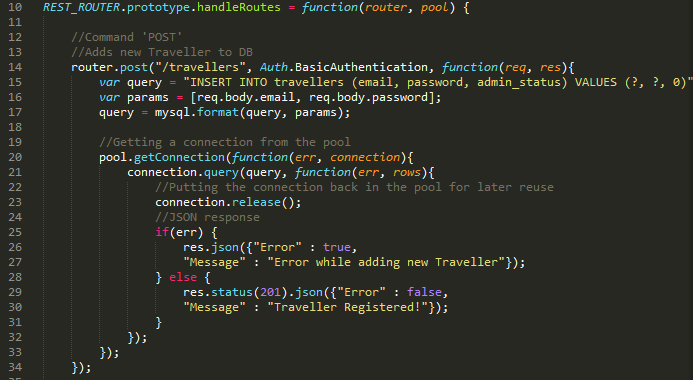 10 REST_ROUTER.prototype.handleRoutes = function(router, pool) {
11
12     //Command 'POST'
13     //Adds new Traveller to DB
14     router.post("/travellers", Auth.BasicAuthentication, function(req, res){
15         var query = "INSERT INTO travellers (email, password, admin_status) VALUES (?, ?, 0)"
16         var params = [req.body.email, req.body.password];
17         query = mysql.format(query, params);
18
19         //Getting a connection from the pool
20         pool.getConnection(function(err, connection){
21             connection.query(query, function(err, rows){
22                 //Putting the connection back in the pool for later reuse
23                 connection.release();
24                 //JSON response
25                 if(err) {
26                     res.json({"Error" : true,
27                     "Message" : "Error while adding new Traveller"});
28                 } else {
29                     res.status(201).json({"Error" : false,
30                     "Message" : "Traveller Registered!"});
31                 }
32             });
33         });
34     });